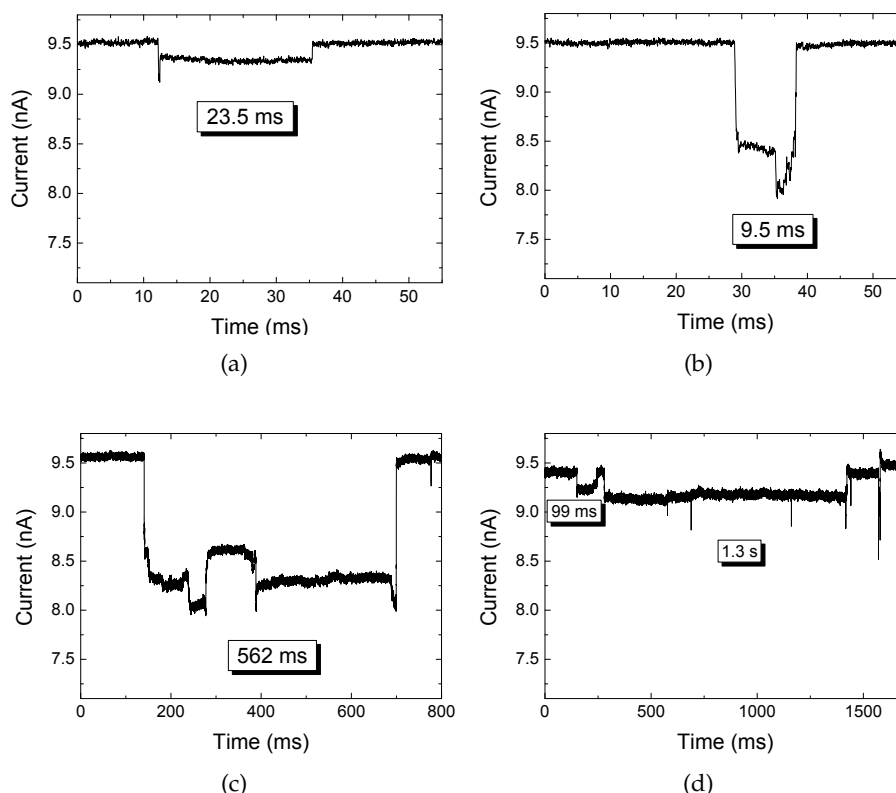 9.5
9.0
8.5
8.0
7.5
Current (nA)
23.5 ms
0 10 20 30 40 50
Time (ms)
(a)
9.5
9.0
8.5
8.0
7.5
Current (nA)
9.5 ms
0 10 20 30 40 50
Time (ms)
(b)
9.5
9.0
8.5
8.0
7.5
Current (nA)
562 ms
0 200 400 600 800
Time (ms)
(c)
9.5
9.0
8.5
8.0
7.5
Current (nA)
99 ms
1.3 s
0 500 1000 1500
Time (ms)
(d)